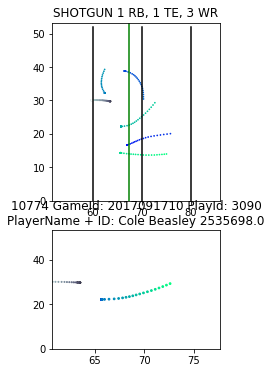 SHOTGUN 1 RB, 1 TE, 3 WR
50
40
30
20
10
0
60 70 80
10774 GameId: 2017091710 PlayId: 3090
PlayerName + ID: Cole Beasley 2535698.0
40
20
0
65 70 75